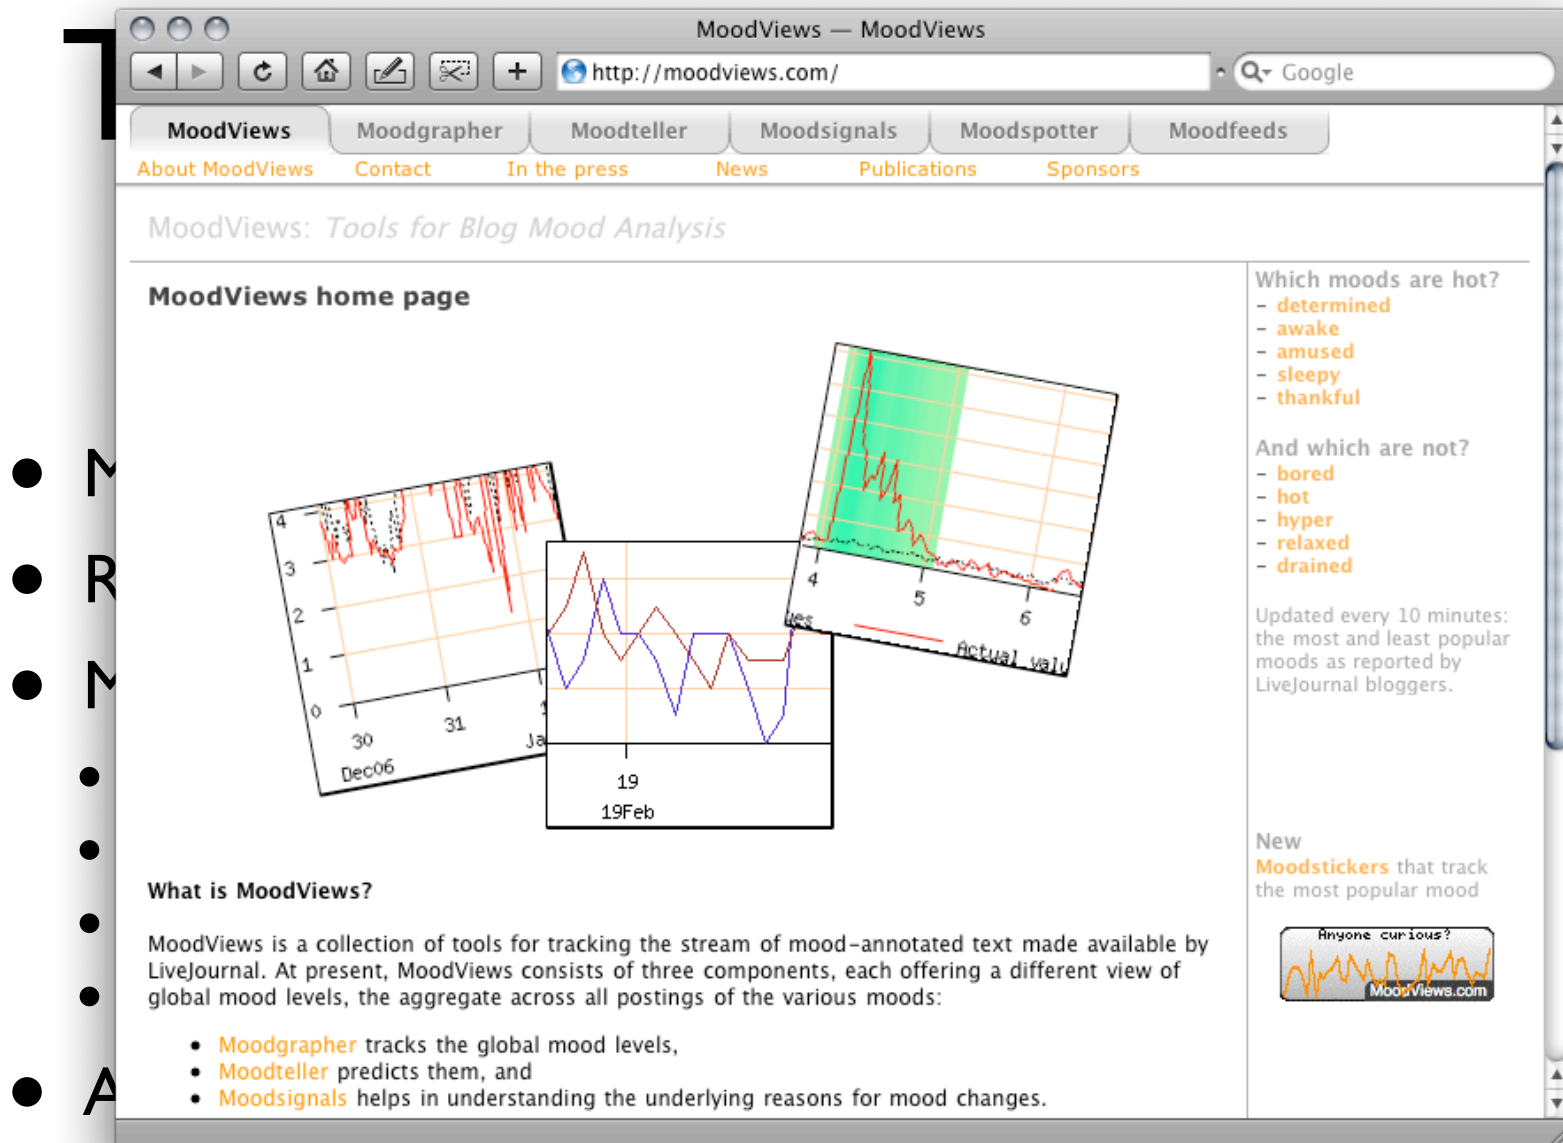 T
MoodViews — MoodViews
http://moodviews.com/
Google
MoodViews Moodgrapher Moodteller Moodsignals Moodspotter Moodfeeds
About MoodViews Contact In the press News Publications Sponsors
MoodViews: Tools for Blog Mood Analysis
MoodViews home page
4
3
2
1
0
30 31
Dec06
19
19Feb
4 5 6
Actual
Which moods are hot?
– determined
– awake
– amused
– sleepy
– thankful
And which are not?
– bored
– hot
– hyper
– relaxed
– drained
Updated every 10 minutes:
the most and least popular
moods as reported by
LiveJournal bloggers.
New
Moodstickers that track
the most popular mood
Anyone curious?
MoodViews.com
What is MoodViews?
MoodViews is a collection of tools for tracking the stream of mood–annotated text made available by
LiveJournal. At present, MoodViews consists of three components, each offering a different view of
global mood levels, the aggregate across all postings of the various moods:
• Moodgrapher tracks the global mood levels,
• Moodteller predicts them, and
• Moodsignals helps in understanding the underlying reasons for mood changes.
• M
• R
• M
• A